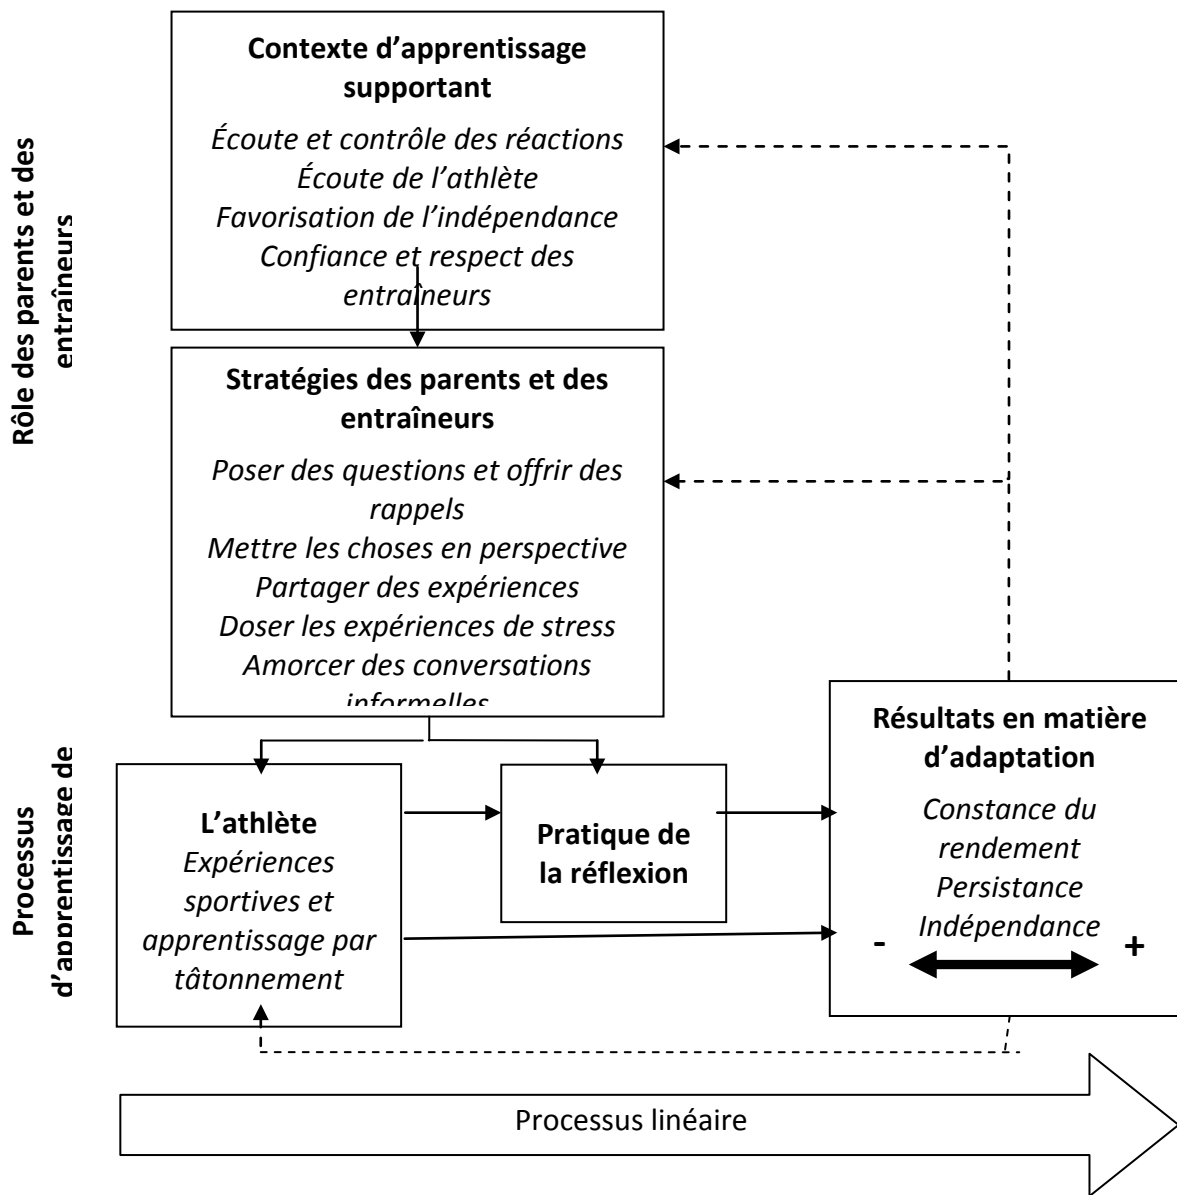 Rôle des parents et des
entraîneurs
Contexte d’apprentissage
supportant
Écoute et contrôle des réactions
Écoute de l’athlète
Favorisation de l’indépendance
Confiance et respect des
entraîneurs
Stratégies des parents et des
entraîneurs
Poser des questions et offrir des
rappels
Mettre les choses en perspective
Partager des expériences
Doser les expériences de stress
Amorcer des conversations
informelles
Processus
d’apprentissage de
L’athlète
Expériences
sportives et
apprentissage par
tâtonnement
Pratique de
la réflexion
Résultats en matière
d’adaptation
Constance du
rendement
Persistance
Indépendance
- +
Processus linéaire